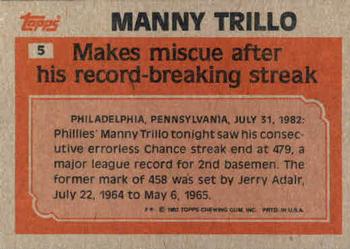 Topps
MANNY TRILLO
5
Makes miscue after
his record-breaking streak
PHILADELPHIA, PENNSYLVANIA, JULY 31, 1982:
Phillies' Manny Trillo tonight saw his consec-
utive errorless Chance streak end at 479, a
major league record for 2nd basemen. The
former mark of 458 was set by Jerry Adair,
July 22, 1964 to May 6, 1965.
© 1983 TOPPS CHEWING GUM, INC. PRTD. IN U.S.A.